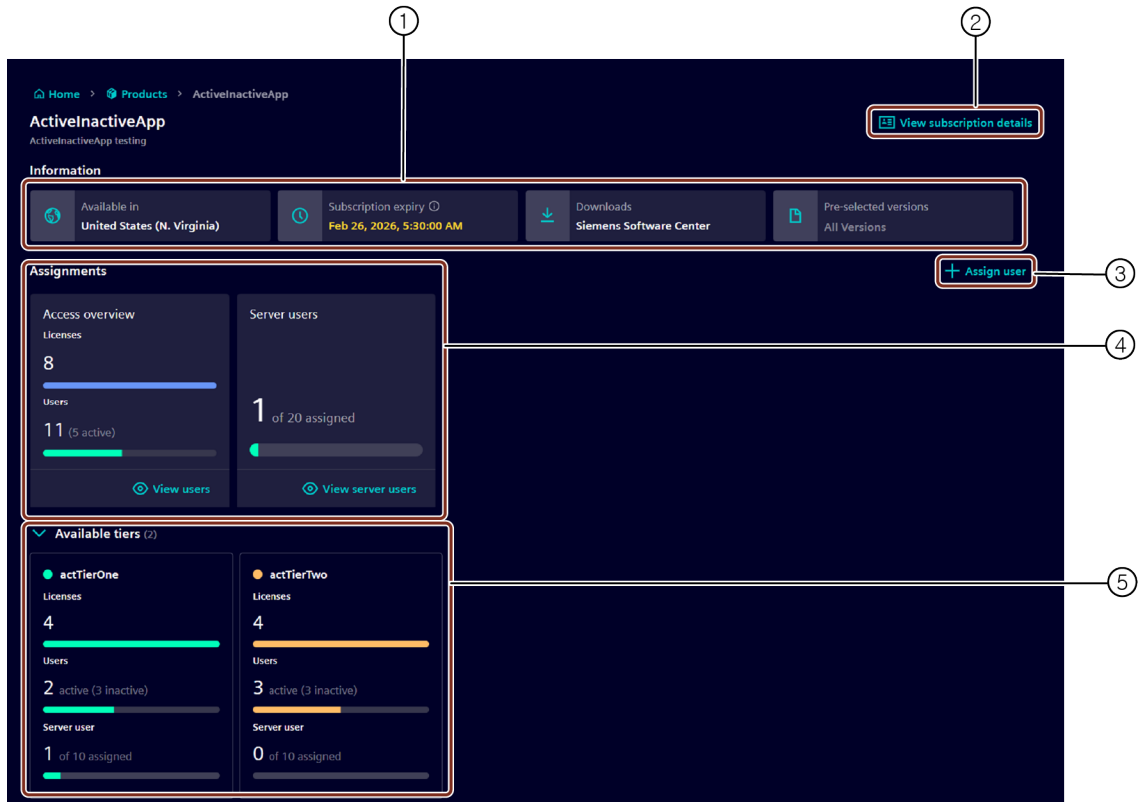 1
2
Home > Products > ActiveInactiveApp
ActiveInactiveApp
ActiveInactiveApp testing
View subscription details
Information
Available in
United States (N. Virginia)
Subscription expiry
Feb 26, 2026, 5:30:00 AM
Downloads
Siemens Software Center
Pre-selected versions
All Versions
Assignments
Assign user
3
4
Access overview
Licenses
8
Users
11 (5 active)
View users
Server users
1 of 20 assigned
View server users
Available tiers (2)
5
actTierOne
Licenses
4
Users
2 active (3 inactive)
Server user
1 of 10 assigned
actTierTwo
Licenses
4
Users
3 active (3 inactive)
Server user
0 of 10 assigned